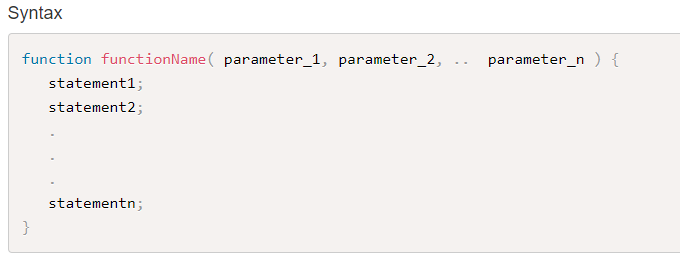 Syntax
function functionName( parameter_1, parameter_2, ..  parameter_n ) {
   statement1;
   statement2;
   .
   .
   .
   statementn;
}